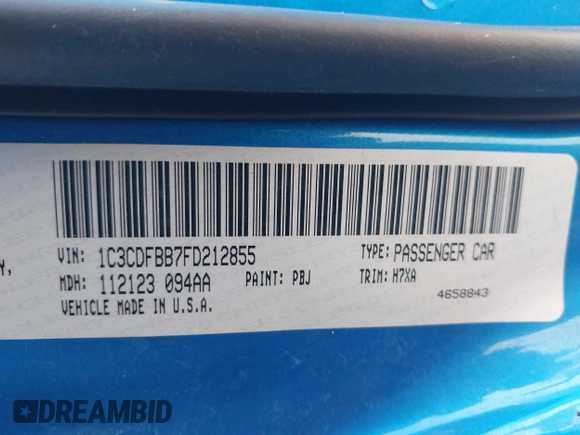 VIN: 1C3CDFBB7FD212855 TYPE: PASSENGER CAR
MDH: 112123 094AA PAINT: PBJ TRIM: H7XA
VEHICLE MADE IN U.S.A. 4658843
Y,
DREAMBID